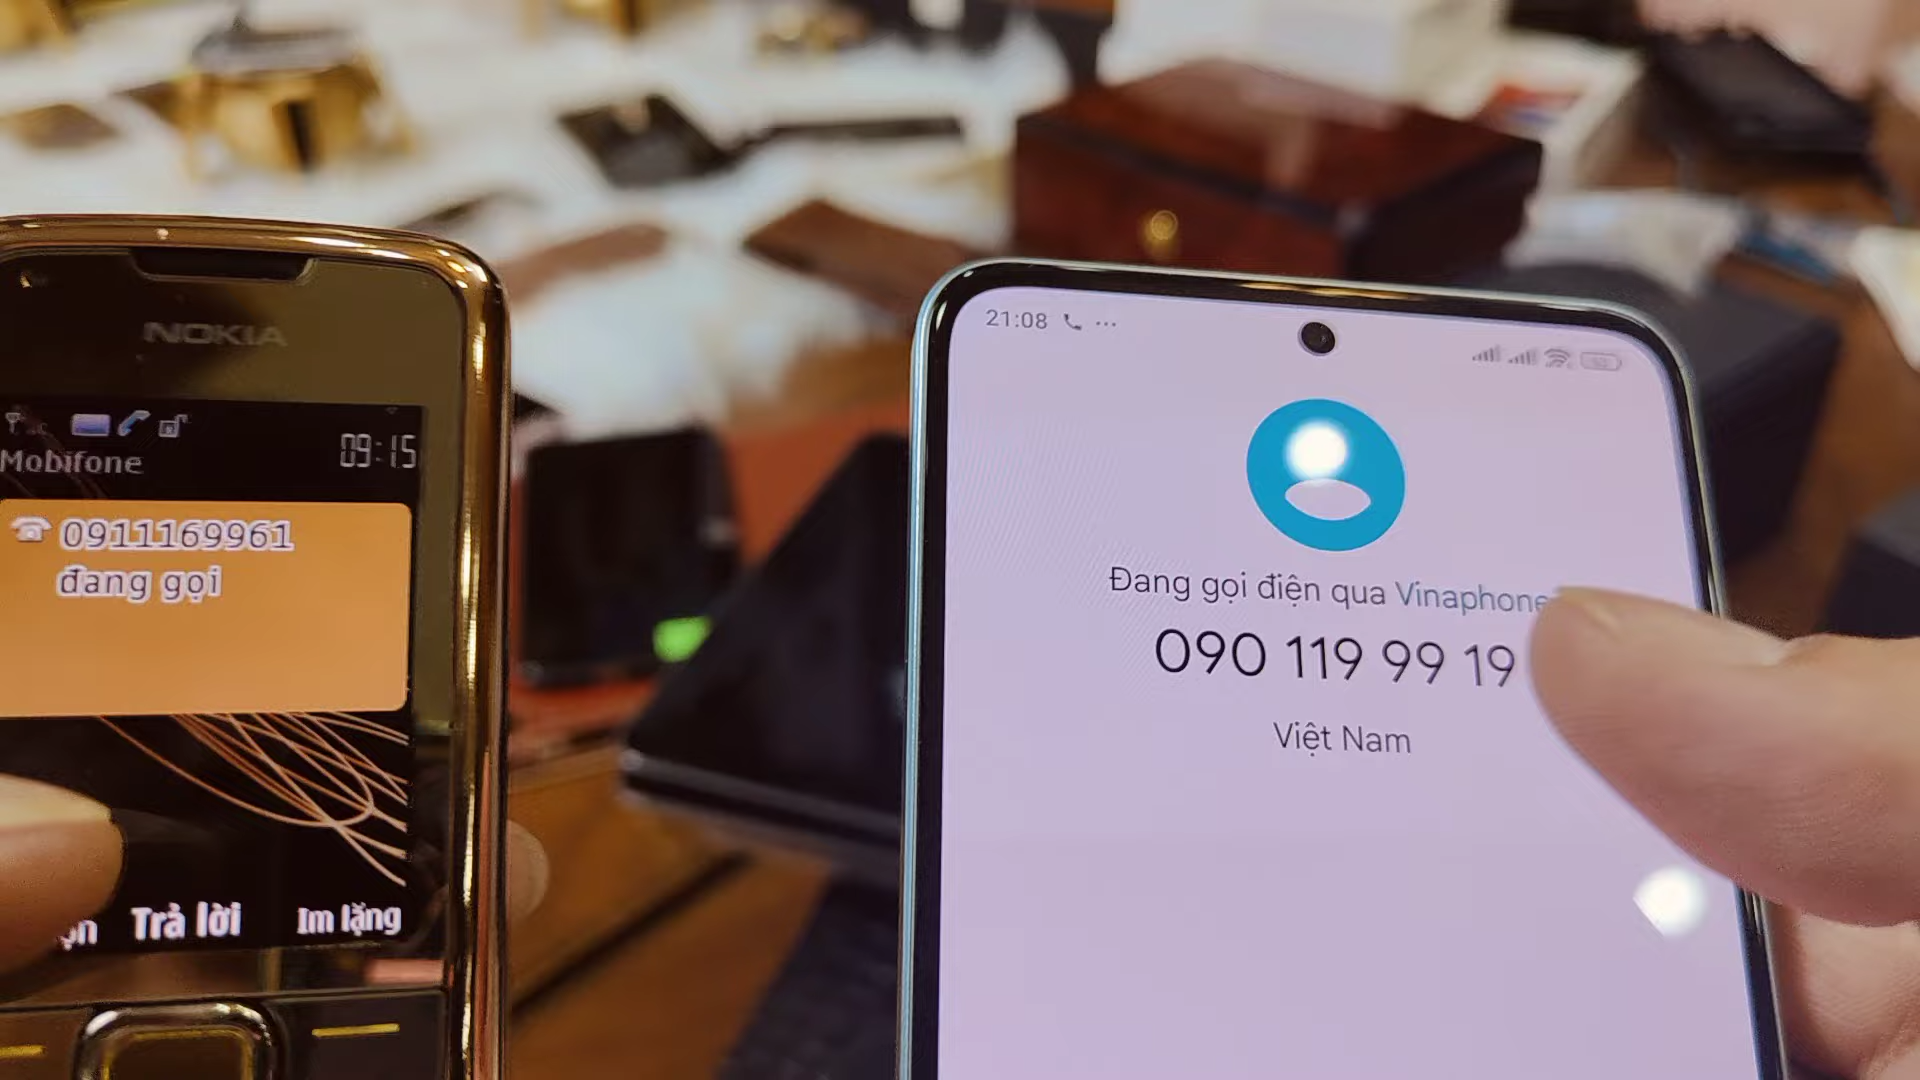 NOKIA
Mobifone
09:15
0911169961
đang gọi
Trả lời
Im lặng
21:08
Đang gọi điện qua Vinaphone
090 119 99 19
Việt Nam